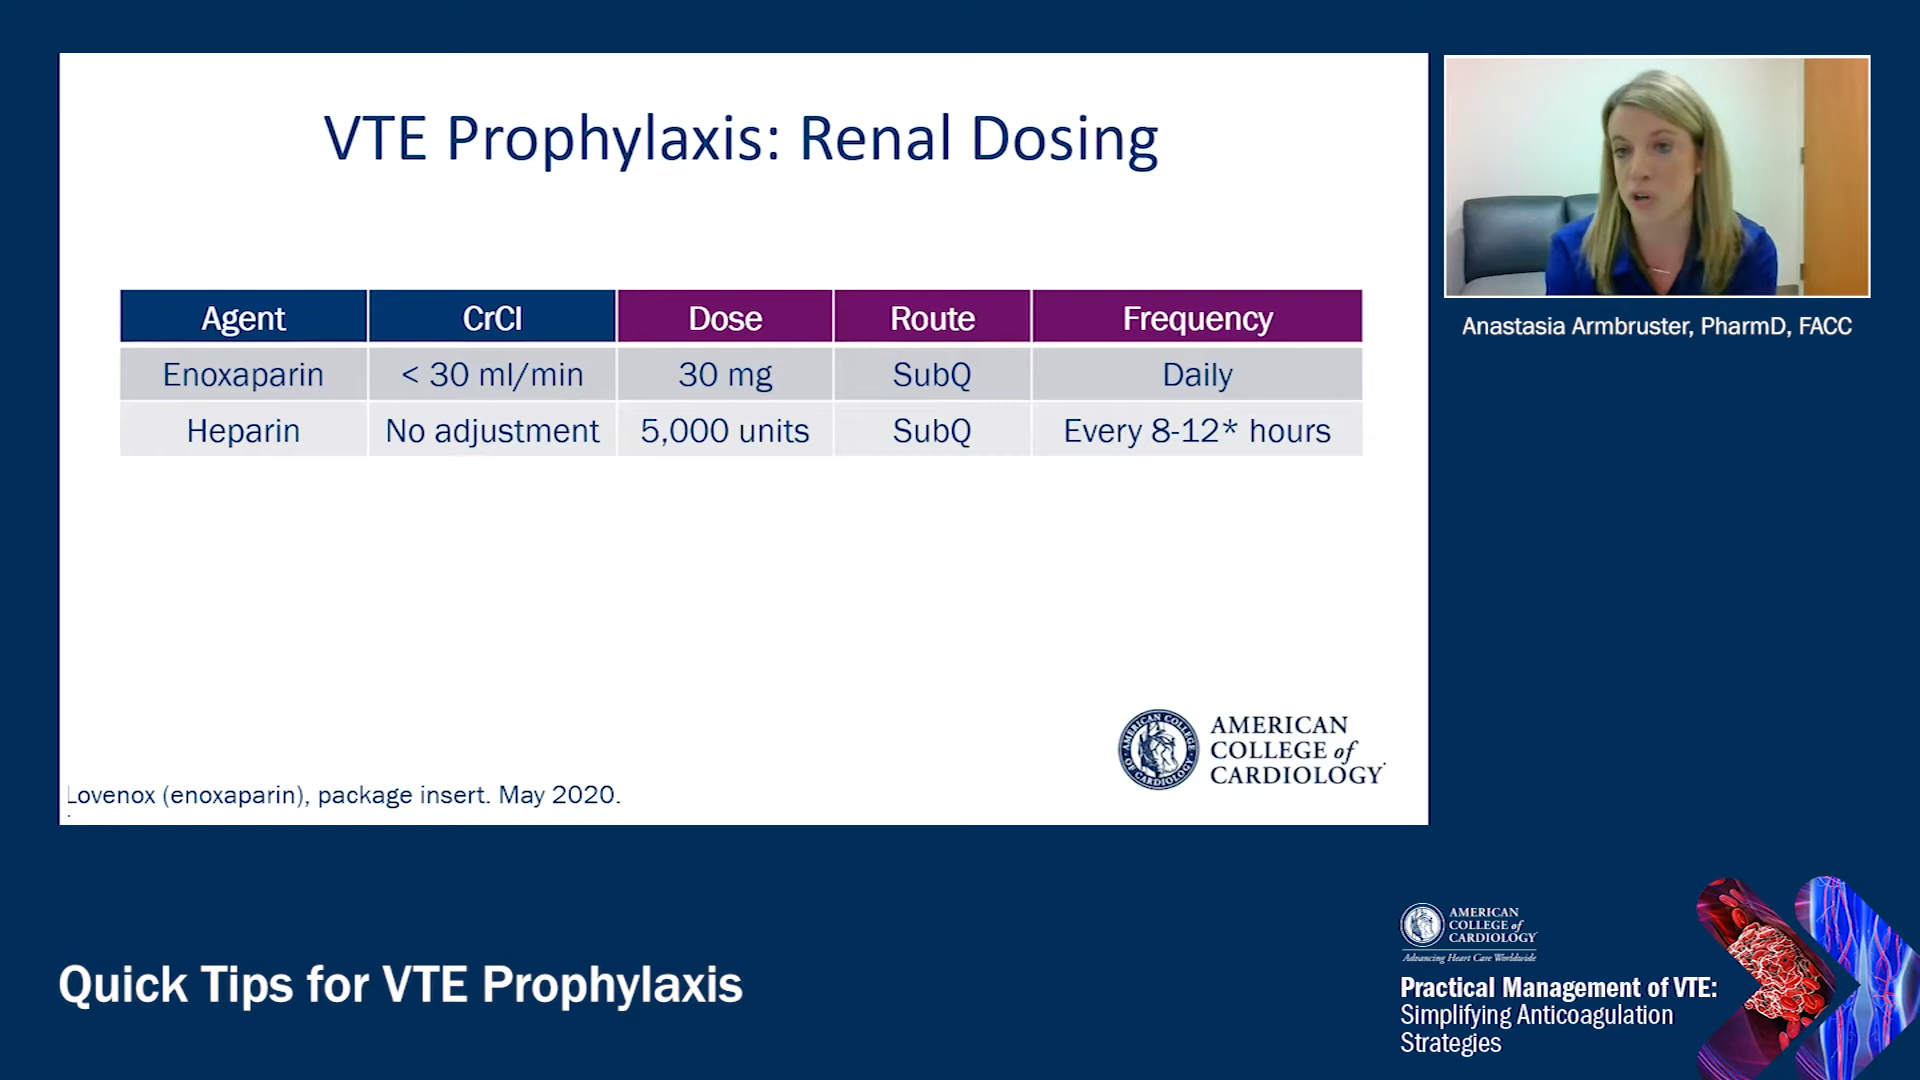 VTE Prophylaxis: Renal Dosing
Agent CrCl Dose Route Frequency
Enoxaparin < 30 ml/min 30 mg SubQ Daily
Heparin No adjustment 5,000 units SubQ Every 8-12* hours
AMERICAN
COLLEGE of
CARDIOLOGY
Lovenox (enoxaparin), package insert. May 2020.
Anastasia Armbruster, PharmD, FACC
Quick Tips for VTE Prophylaxis
AMERICAN
COLLEGE of
CARDIOLOGY
Advancing Heart Care Worldwide
Practical Management of VTE:
Simplifying Anticoagulation
Strategies